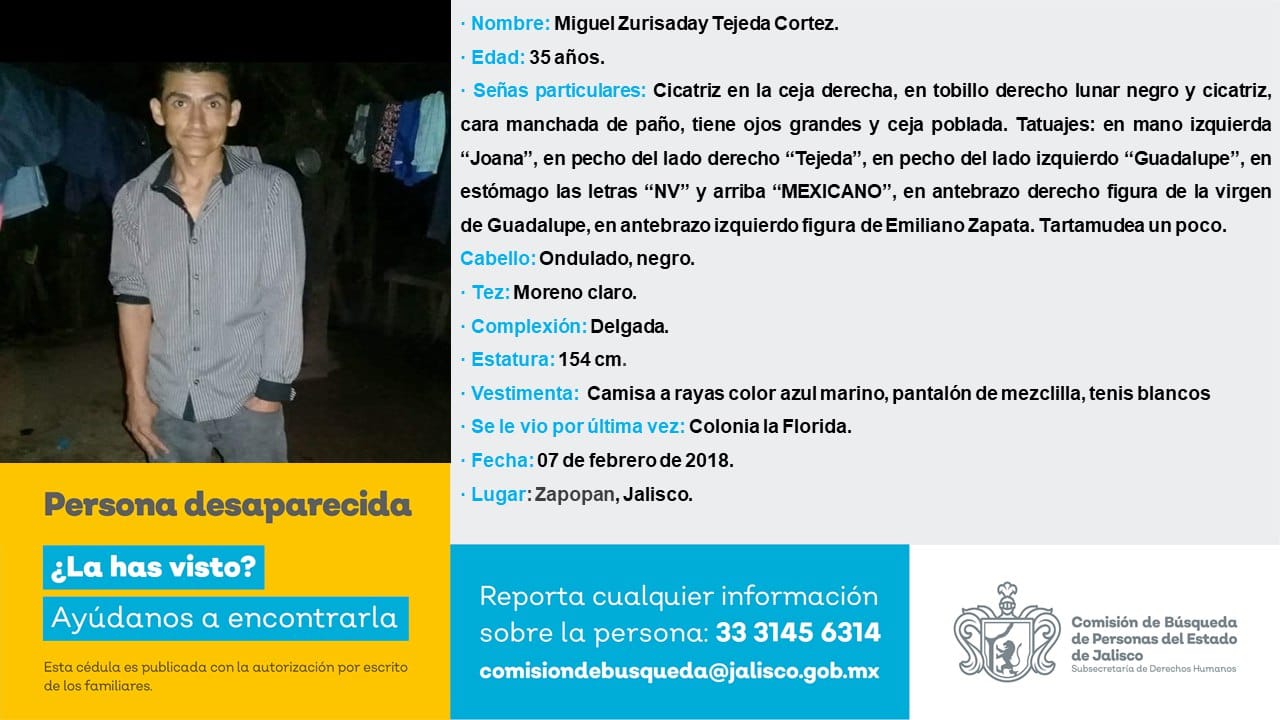 · Nombre: Miguel Zurisaday Tejeda Cortez.
· Edad: 35 años.
· Señas particulares: Cicatriz en la ceja derecha, en tobillo derecho lunar negro y cicatriz,
cara manchada de paño, tiene ojos grandes y ceja poblada. Tatuajes: en mano izquierda
“Joana”, en pecho del lado derecho “Tejeda”, en pecho del lado izquierdo “Guadalupe”, en
estómago las letras “NV” y arriba “MEXICANO”, en antebrazo derecho figura de la virgen
de Guadalupe, en antebrazo izquierdo figura de Emiliano Zapata. Tartamudea un poco.
Cabello: Ondulado, negro.
· Tez: Moreno claro.
· Complexión: Delgada.
· Estatura: 154 cm.
· Vestimenta: Camisa a rayas color azul marino, pantalón de mezclilla, tenis blancos
· Se le vio por última vez: Colonia la Florida.
· Fecha: 07 de febrero de 2018.
· Lugar: Zapopan, Jalisco.
Persona desaparecida
¿La has visto?
Ayúdanos a encontrarla
Esta cédula es publicada con la autorización por escrito
de los familiares.
Reporta cualquier información
sobre la persona: 33 3145 6314
comisiondebusqueda@jalisco.gob.mx
Comisión de Búsqueda
de Personas del Estado
de Jalisco
Subsecretaría de Derechos Humanos